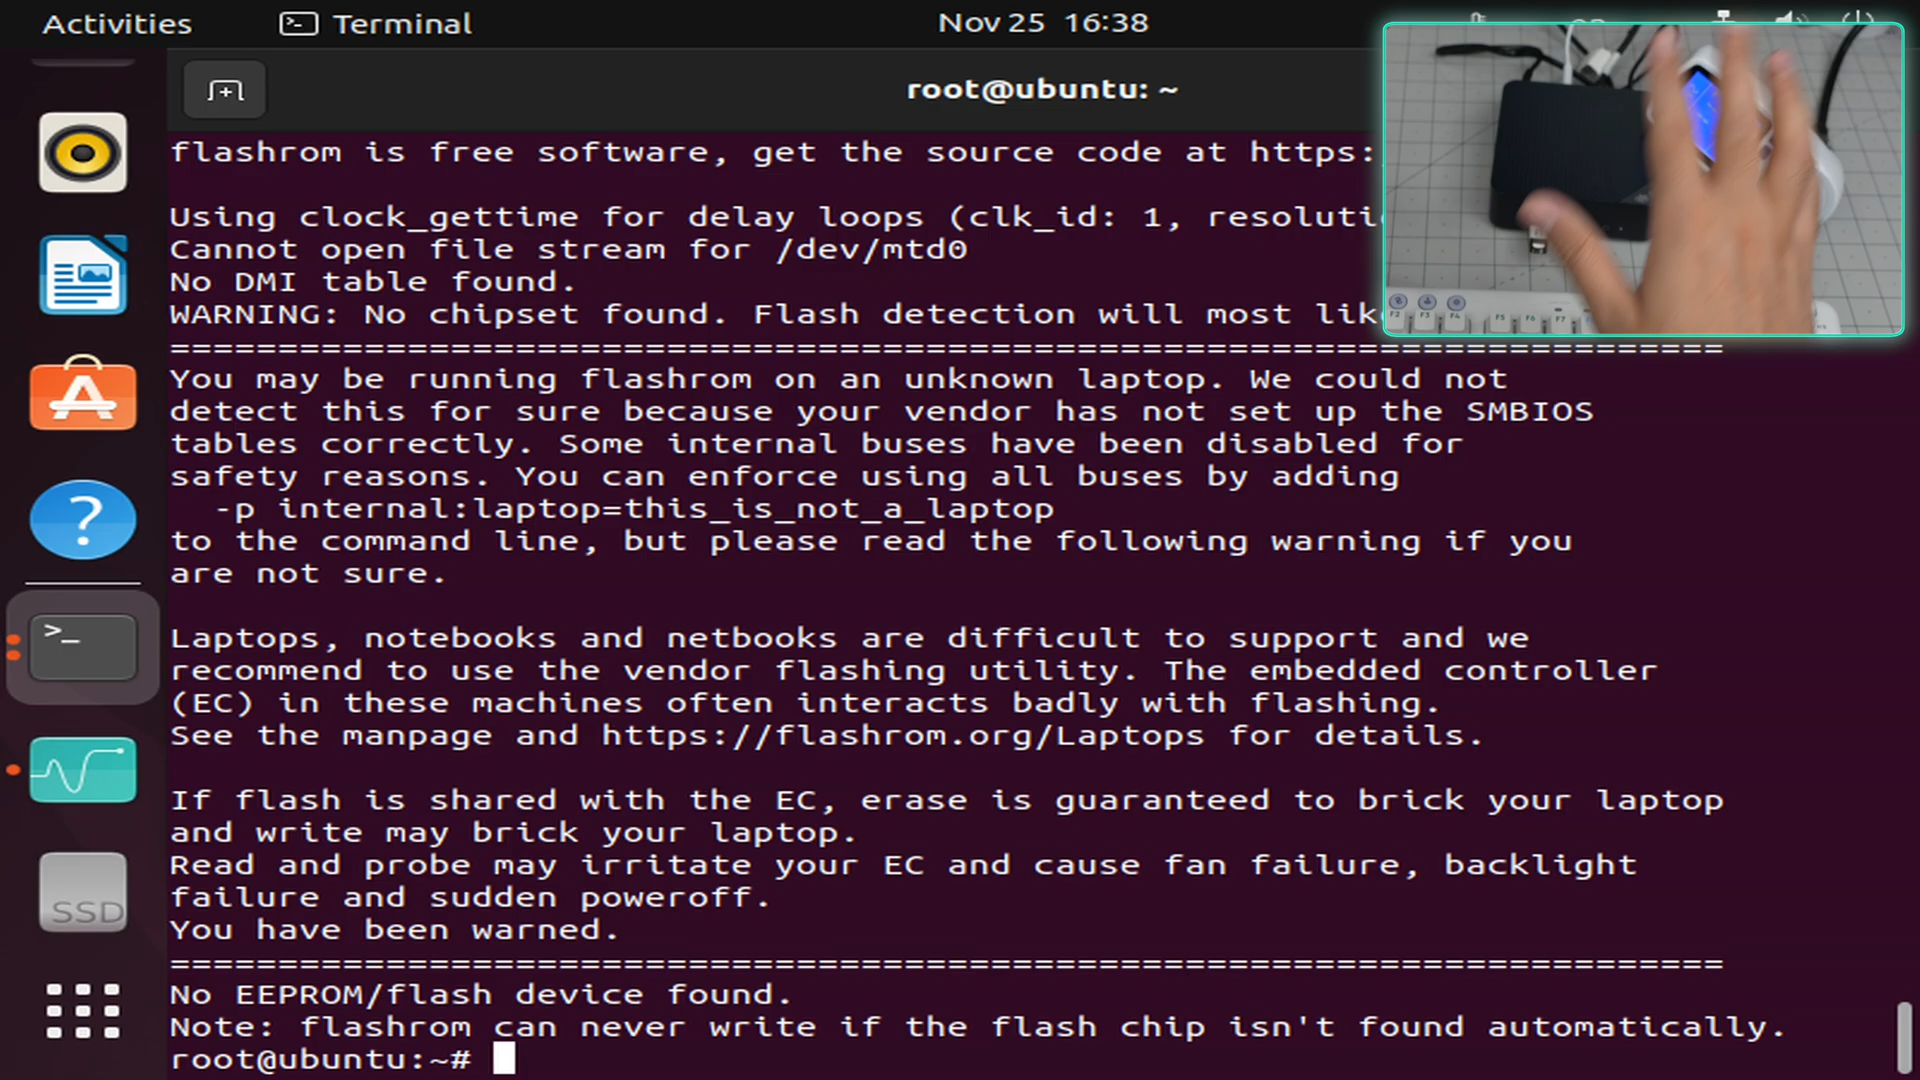 Activities
Terminal
Nov 25 16:38
root@ubuntu: ~
flashrom is free software, get the source code at https:
Using clock_gettime for delay loops (clk_id: 1,
Cannot open file stream for /dev/mtd0
No DMI table found.
WARNING: No chipset found. Flash detection will most
================================================================================
You may be running flashrom on an unknown laptop. We could not
detect this for sure because your vendor has not set up the SMBIOS
tables correctly. Some internal buses have been disabled for
safety reasons. You can enforce using all buses by adding
-p internal:laptop=this_is_not_a_laptop
to the command line, but please read the following warning if you
are not sure.
Laptops, notebooks and netbooks are difficult to support and we
recommend to use the vendor flashing utility. The embedded controller
(EC) in these machines often interacts badly with flashing.
See the manpage and https://flashrom.org/Laptops for details.
If flash is shared with the EC, erase is guaranteed to brick your laptop
and write may brick your laptop.
Read and probe may irritate your EC and cause fan failure, backlight
failure and sudden poweroff.
You have been warned.
================================================================================
No EEPROM/flash device found.
Note: flashrom can never write if the flash chip isn't found automatically.
root@ubuntu:~#
SSD
F2 F3 F4 F5 F6 F7